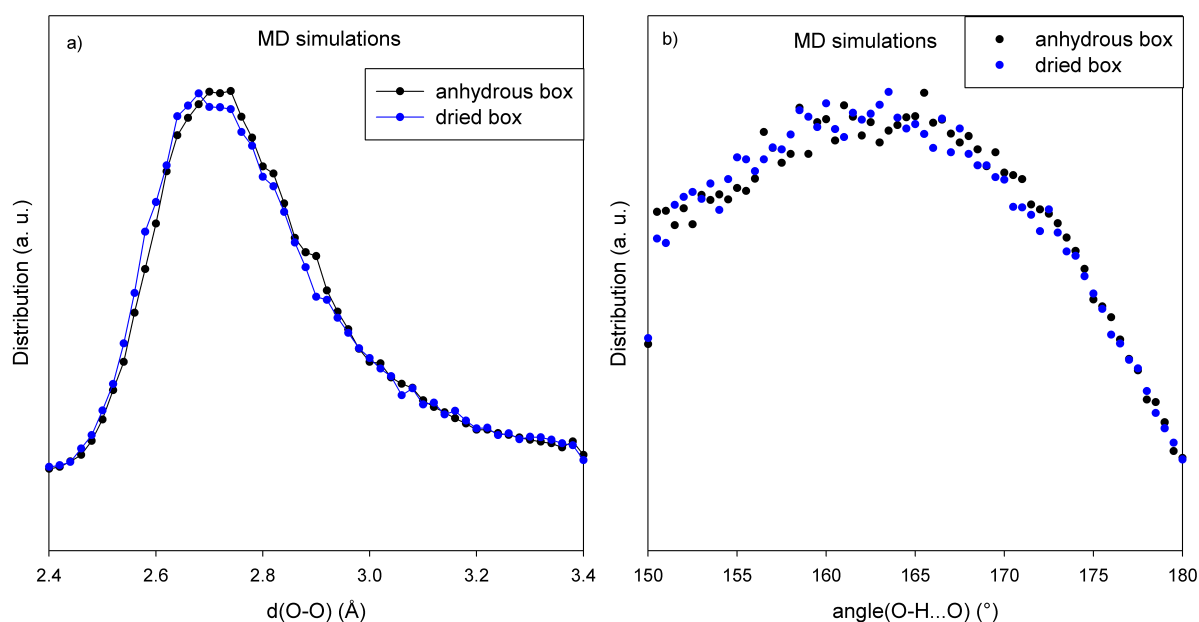 a)
MD simulations
anhydrous box
dried box
Distribution (a. u.)
2.4 2.6 2.8 3.0 3.2 3.4
d(O-O) (Å)
b)
MD simulations
anhydrous box
dried box
Distribution (a. u.)
150 155 160 165 170 175 180
angle(O-H...O) (°)